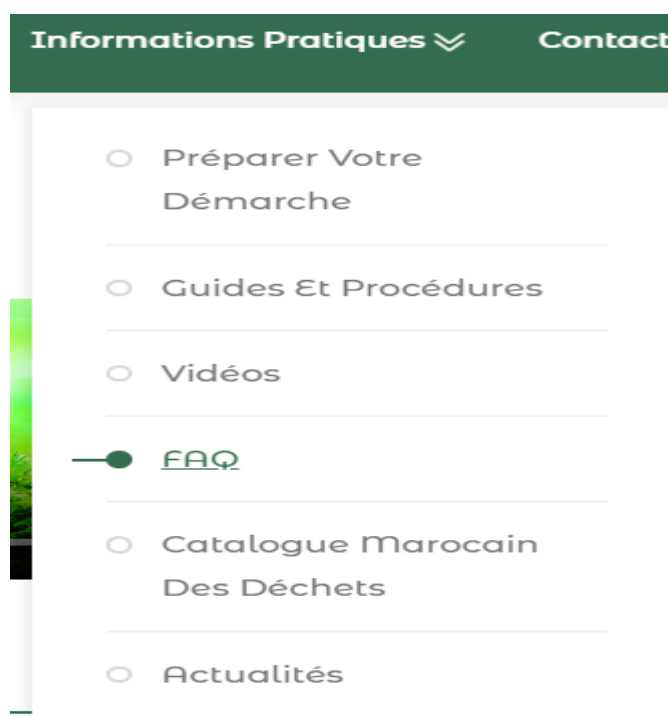 Informations Pratiques Contact
Préparer Votre
Démarche
Guides Et Procédures
Vidéos
FAQ
Catalogue Marocain
Des Déchets
Actualités